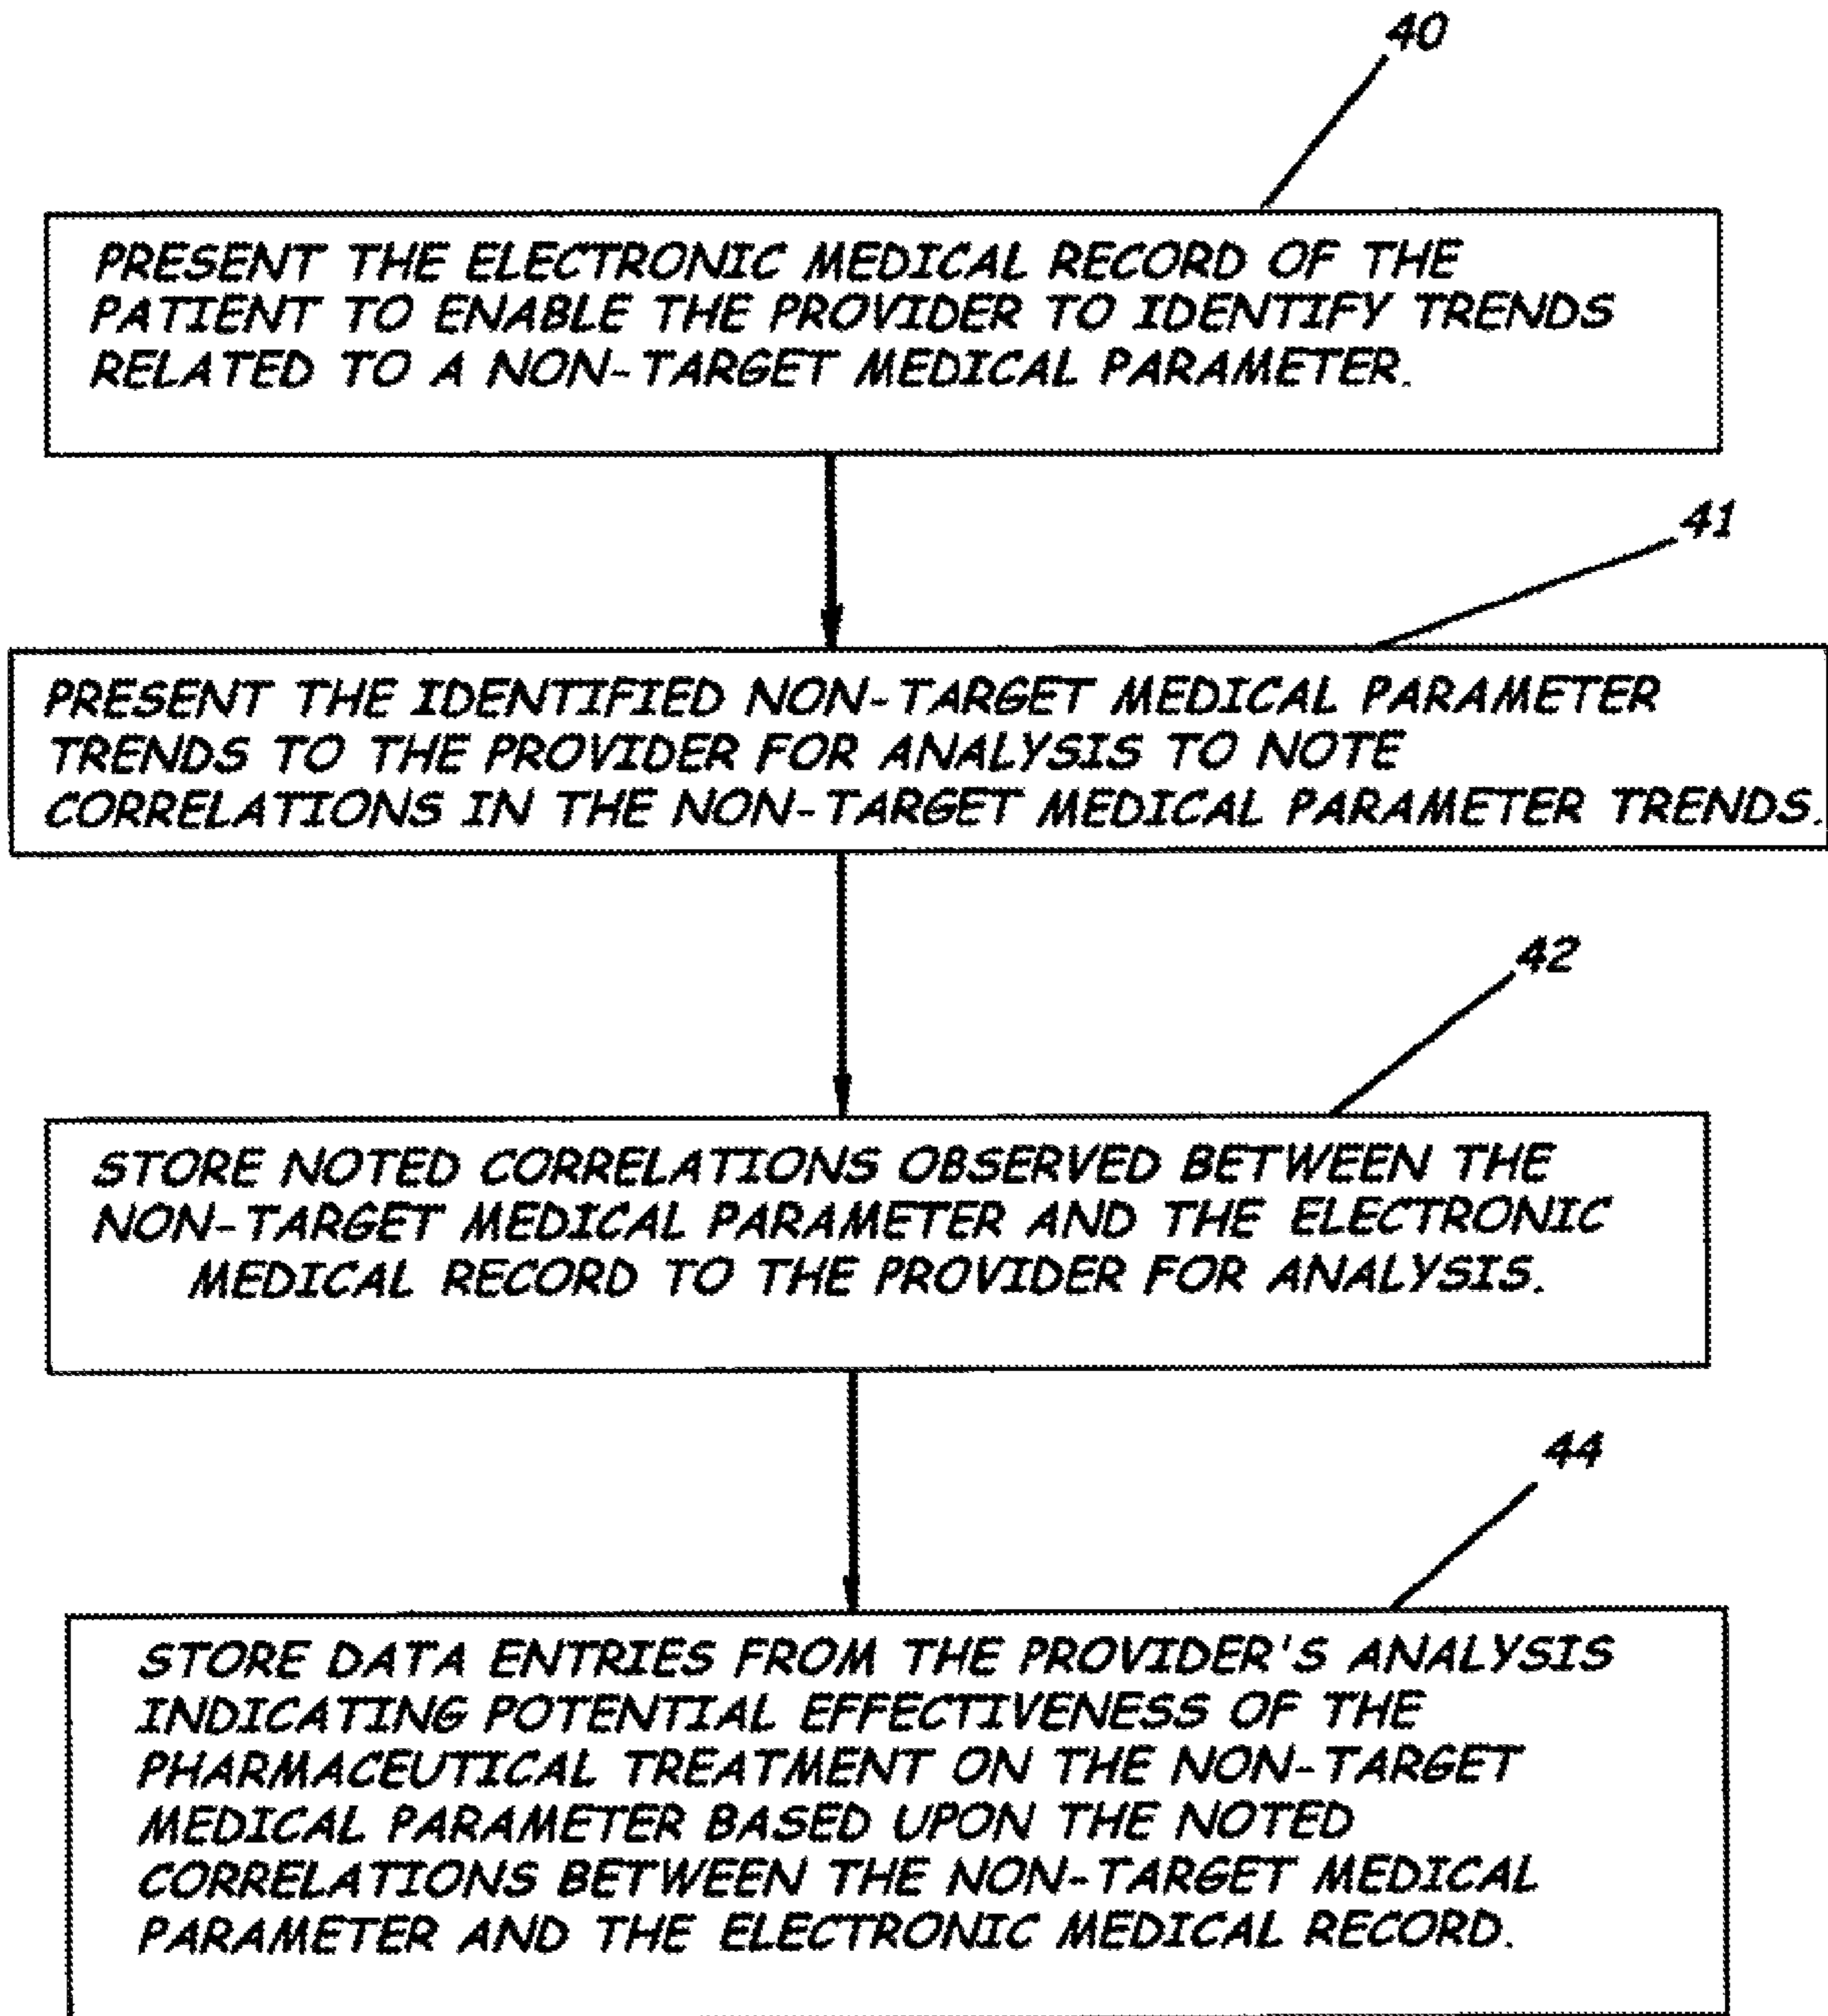 40
PRESENT THE ELECTRONIC MEDICAL RECORD OF THE
PATIENT TO ENABLE THE PROVIDER TO IDENTIFY TRENDS
RELATED TO A NON-TARGET MEDICAL PARAMETER.
41
PRESENT THE IDENTIFIED NON-TARGET MEDICAL PARAMETER
TRENDS TO THE PROVIDER FOR ANALYSIS TO NOTE
CORRELATIONS IN THE NON-TARGET MEDICAL PARAMETER TRENDS.
42
STORE NOTED CORRELATIONS OBSERVED BETWEEN THE
NON-TARGET MEDICAL PARAMETER AND THE ELECTRONIC
MEDICAL RECORD TO THE PROVIDER FOR ANALYSIS.
44
STORE DATA ENTRIES FROM THE PROVIDER'S ANALYSIS
INDICATING POTENTIAL EFFECTIVENESS OF THE
PHARMACEUTICAL TREATMENT ON THE NON-TARGET
MEDICAL PARAMETER BASED UPON THE NOTED
CORRELATIONS BETWEEN THE NON-TARGET MEDICAL
PARAMETER AND THE ELECTRONIC MEDICAL RECORD.